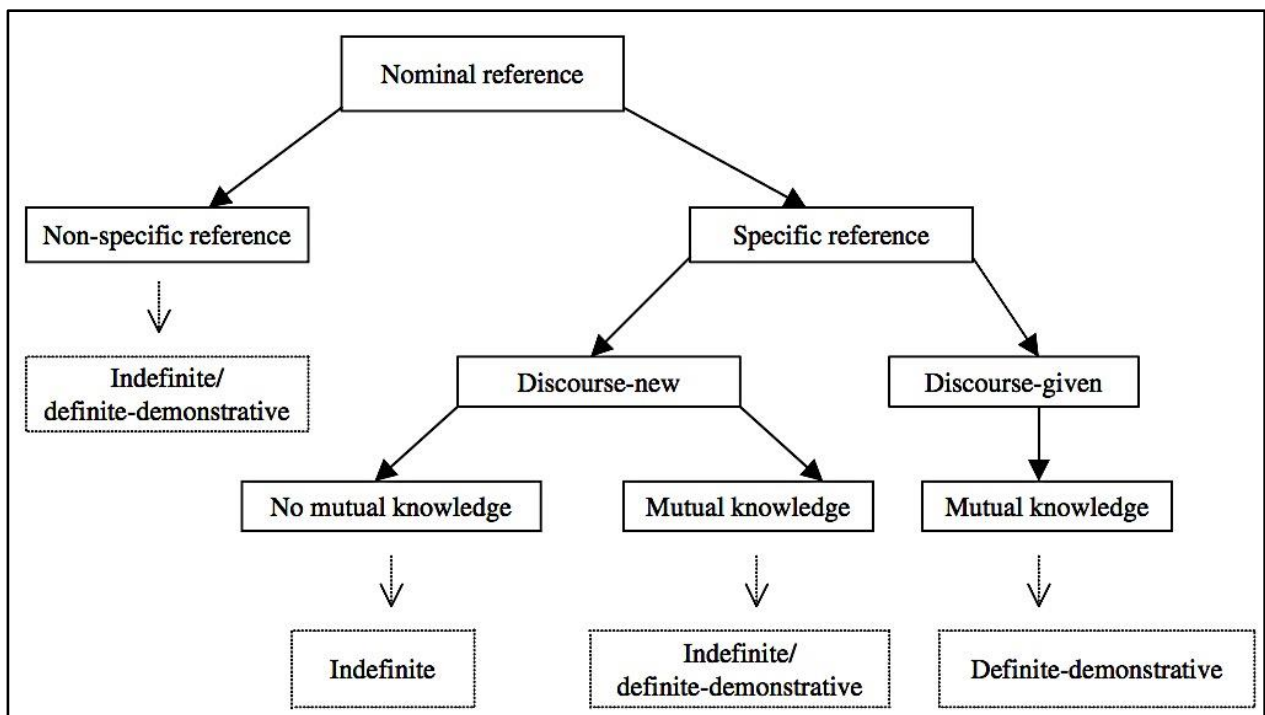 Nominal reference
Non-specific reference
Specific reference
Indefinite/
definite-demonstrative
Discourse-new
Discourse-given
No mutual knowledge
Mutual knowledge
Mutual knowledge
Indefinite
Indefinite/
definite-demonstrative
Definite-demonstrative